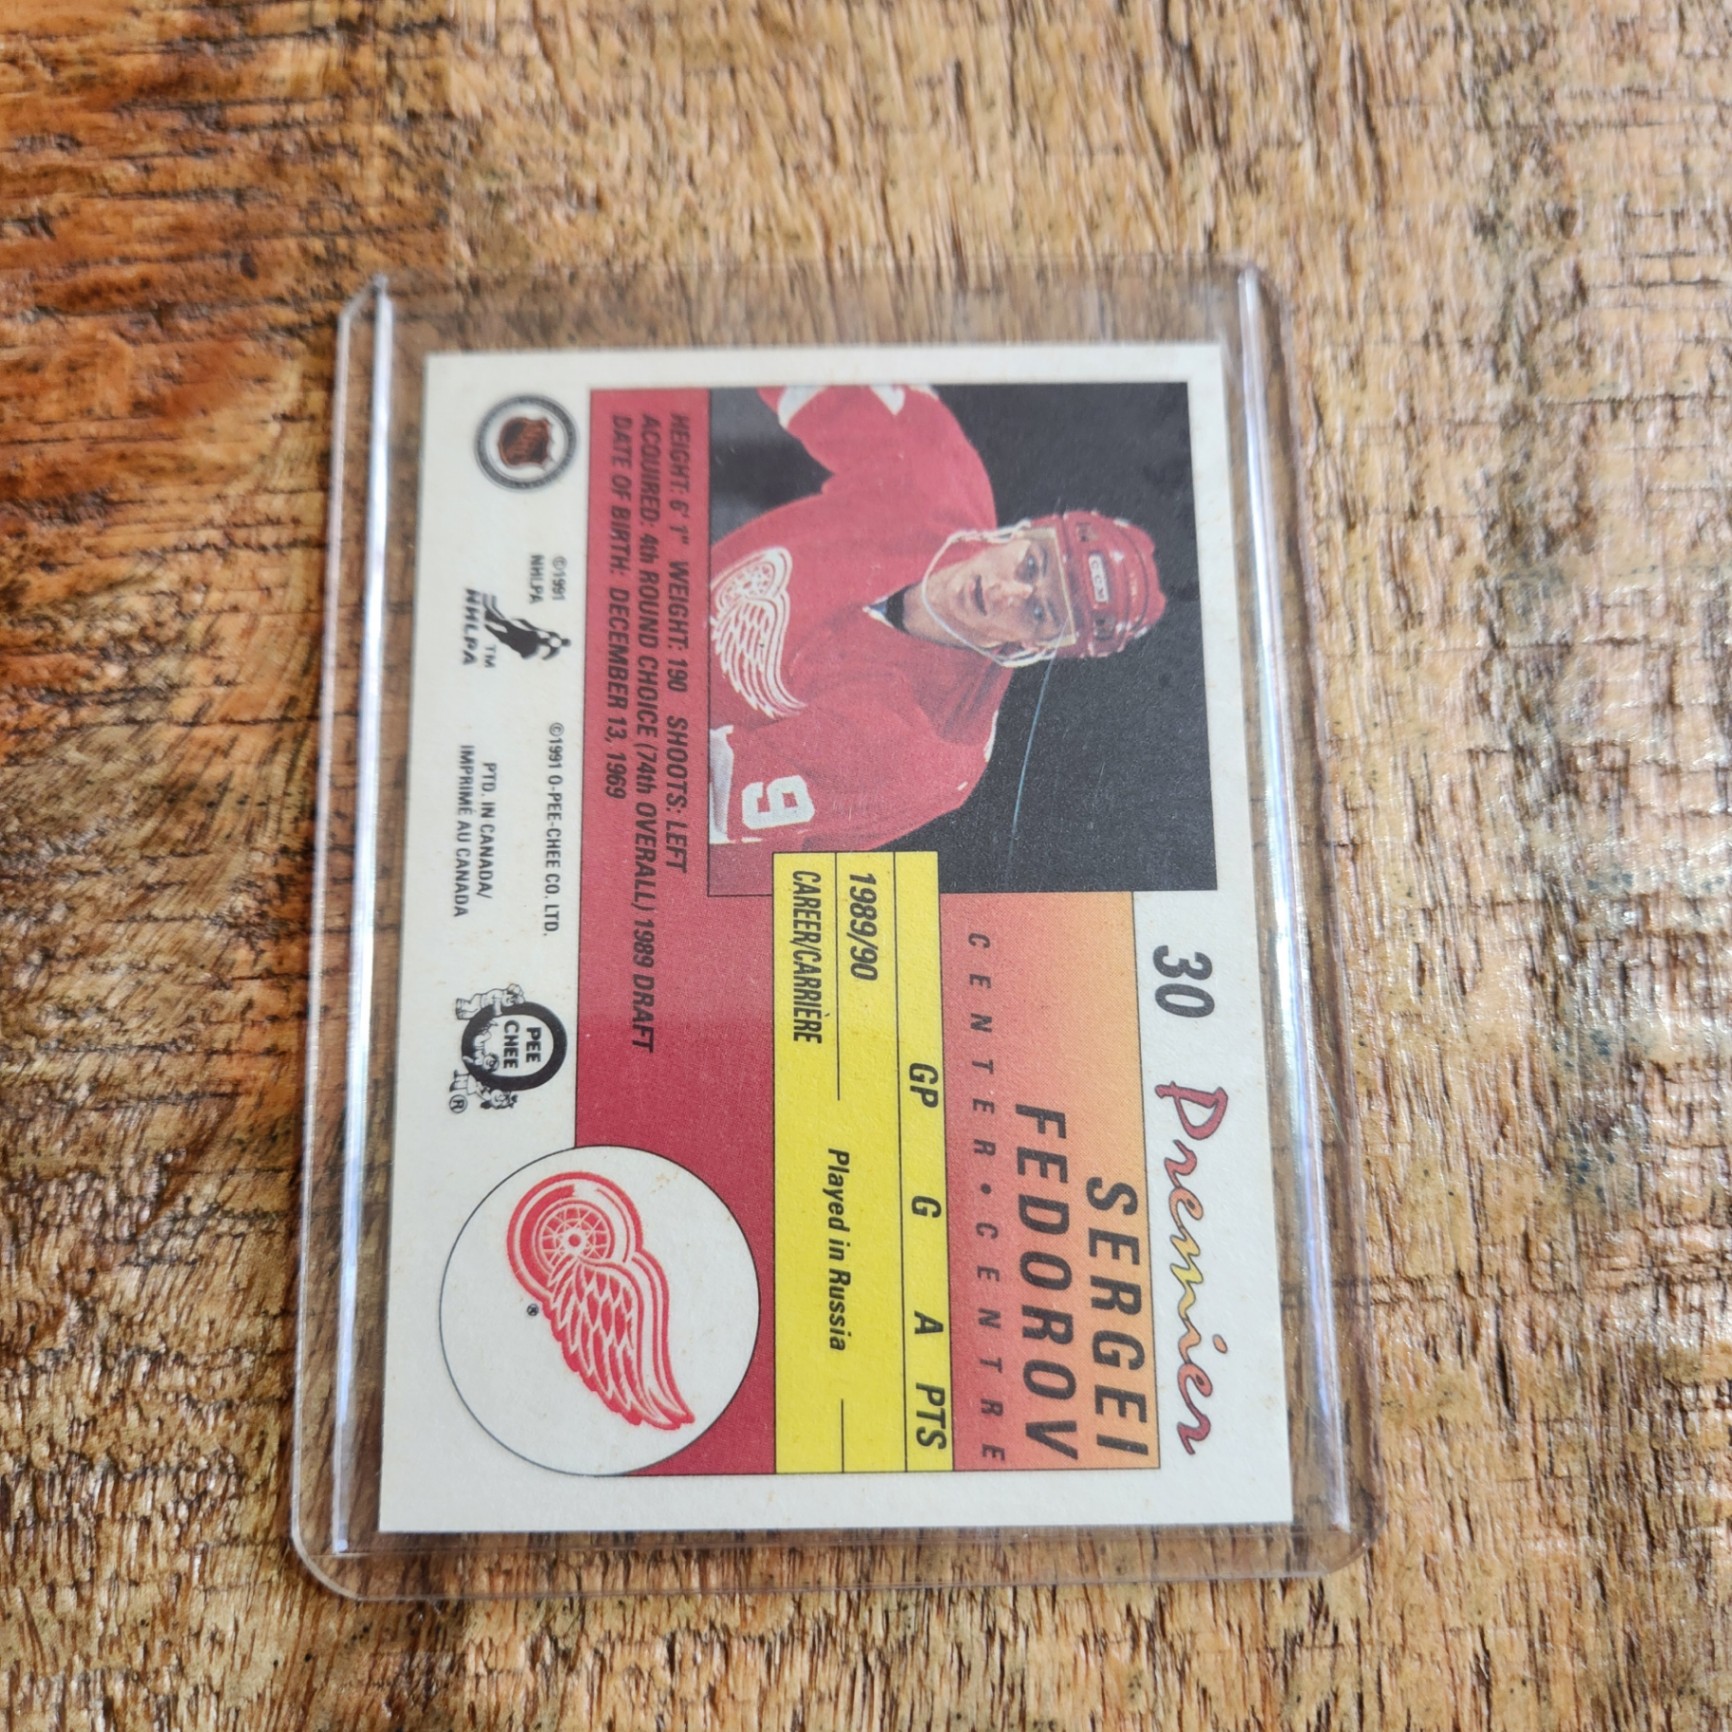 30 Premier
SERGEI
FEDOROV
CENTER • CENTRE
GP G A PTS
1989/90
Played in Russia
CAREER/CARRIÈRE
CCM
9
HEIGHT: 6' 1" WEIGHT: 190 SHOOTS: LEFT
ACQUIRED: 4th ROUND CHOICE (74th OVERALL) 1989 DRAFT
DATE OF BIRTH: DECEMBER 13, 1969
©1991
NHLPA
TM
NHLPA
©1991 O-PEE-CHEE CO. LTD.
PTD. IN CANADA/
IMPRIMÉ AU CANADA
O
PEE
CHEE
®
®